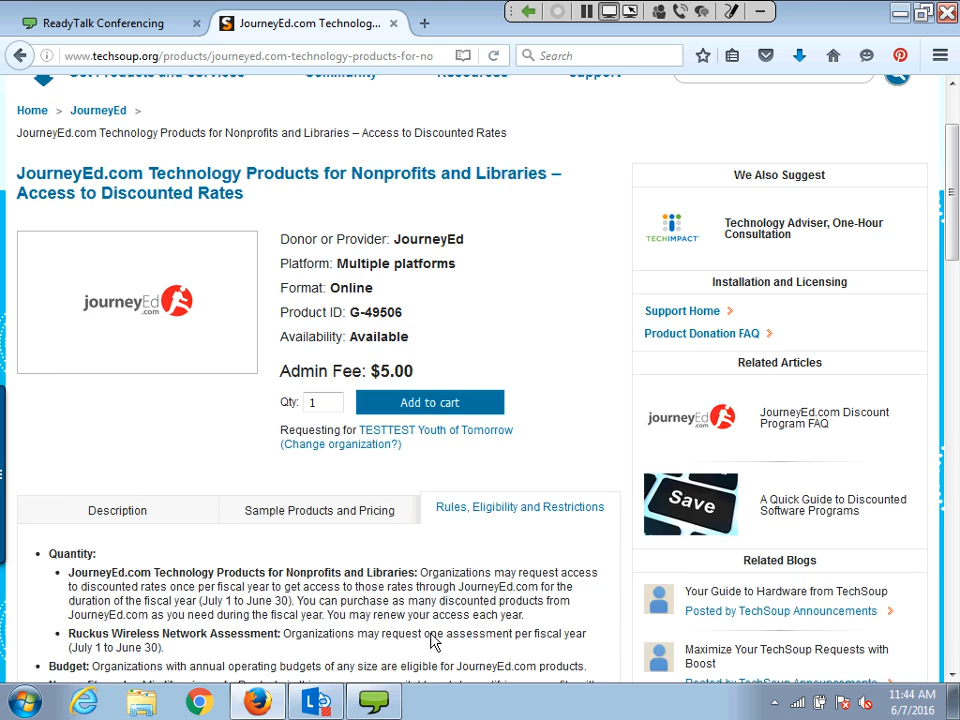 ReadyTalk Conferencing
JourneyEd.com Technolog...
www.techsoup.org/products/journeyed.com-technology-products-for-no
Search
Get Products and Services
Community
Resources
Support
Home > JourneyEd >
JourneyEd.com Technology Products for Nonprofits and Libraries – Access to Discounted Rates
JourneyEd.com Technology Products for Nonprofits and Libraries –
Access to Discounted Rates
journeyEd
.com
Donor or Provider: JourneyEd
Platform: Multiple platforms
Format: Online
Product ID: G-49506
Availability: Available
Admin Fee: $5.00
Qty: 1
Add to cart
Requesting for TESTTEST Youth of Tomorrow
(Change organization?)
Description
Sample Products and Pricing
Rules, Eligibility and Restrictions
• Quantity:
• JourneyEd.com Technology Products for Nonprofits and Libraries: Organizations may request access
to discounted rates once per fiscal year to get access to those rates through JourneyEd.com for the
duration of the fiscal year (July 1 to June 30). You can purchase as many discounted products from
JourneyEd.com as you need during the fiscal year. You may renew your access each year.
• Ruckus Wireless Network Assessment: Organizations may request one assessment per fiscal year
(July 1 to June 30).
• Budget: Organizations with annual operating budgets of any size are eligible for JourneyEd.com products.
We Also Suggest
TECHIMPACT
Technology Adviser, One-Hour
Consultation
Installation and Licensing
Support Home
Product Donation FAQ
Related Articles
journeyEd
.com
JourneyEd.com Discount
Program FAQ
Save
A Quick Guide to Discounted
Software Programs
Related Blogs
Your Guide to Hardware from TechSoup
Posted by TechSoup Announcements
Maximize Your TechSoup Requests with
Boost
Posted by TechSoup Announcements
11:44 AM
6/7/2016